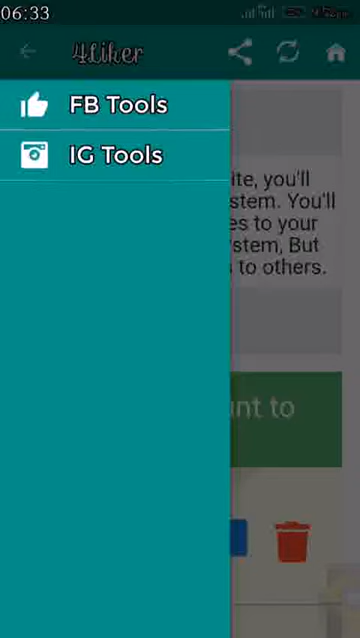 06:33
4Liker
FB Tools
IG Tools
ite, you'll
stem. You'll
es to your
stem, But
s to others.
unt to